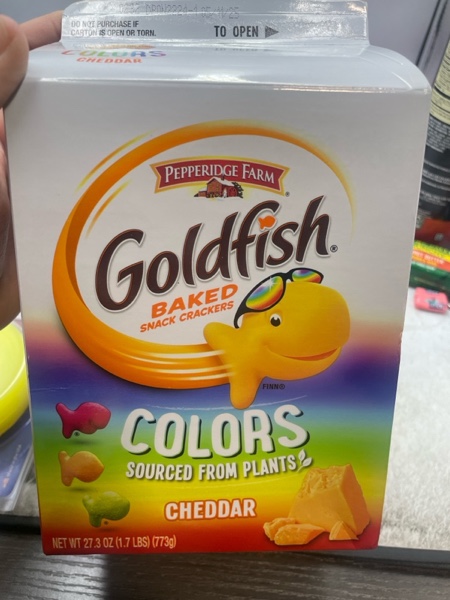 DO NOT PURCHASE IF
CARTON IS OPEN OR TORN.
TO OPEN
COLORS
CHEDDAR
PEPPERIDGE FARM
Goldfish®
BAKED
SNACK CRACKERS
FINN®
COLORS
SOURCED FROM PLANTS
CHEDDAR
NET WT 27.3 OZ (1.7 LBS) (773g)